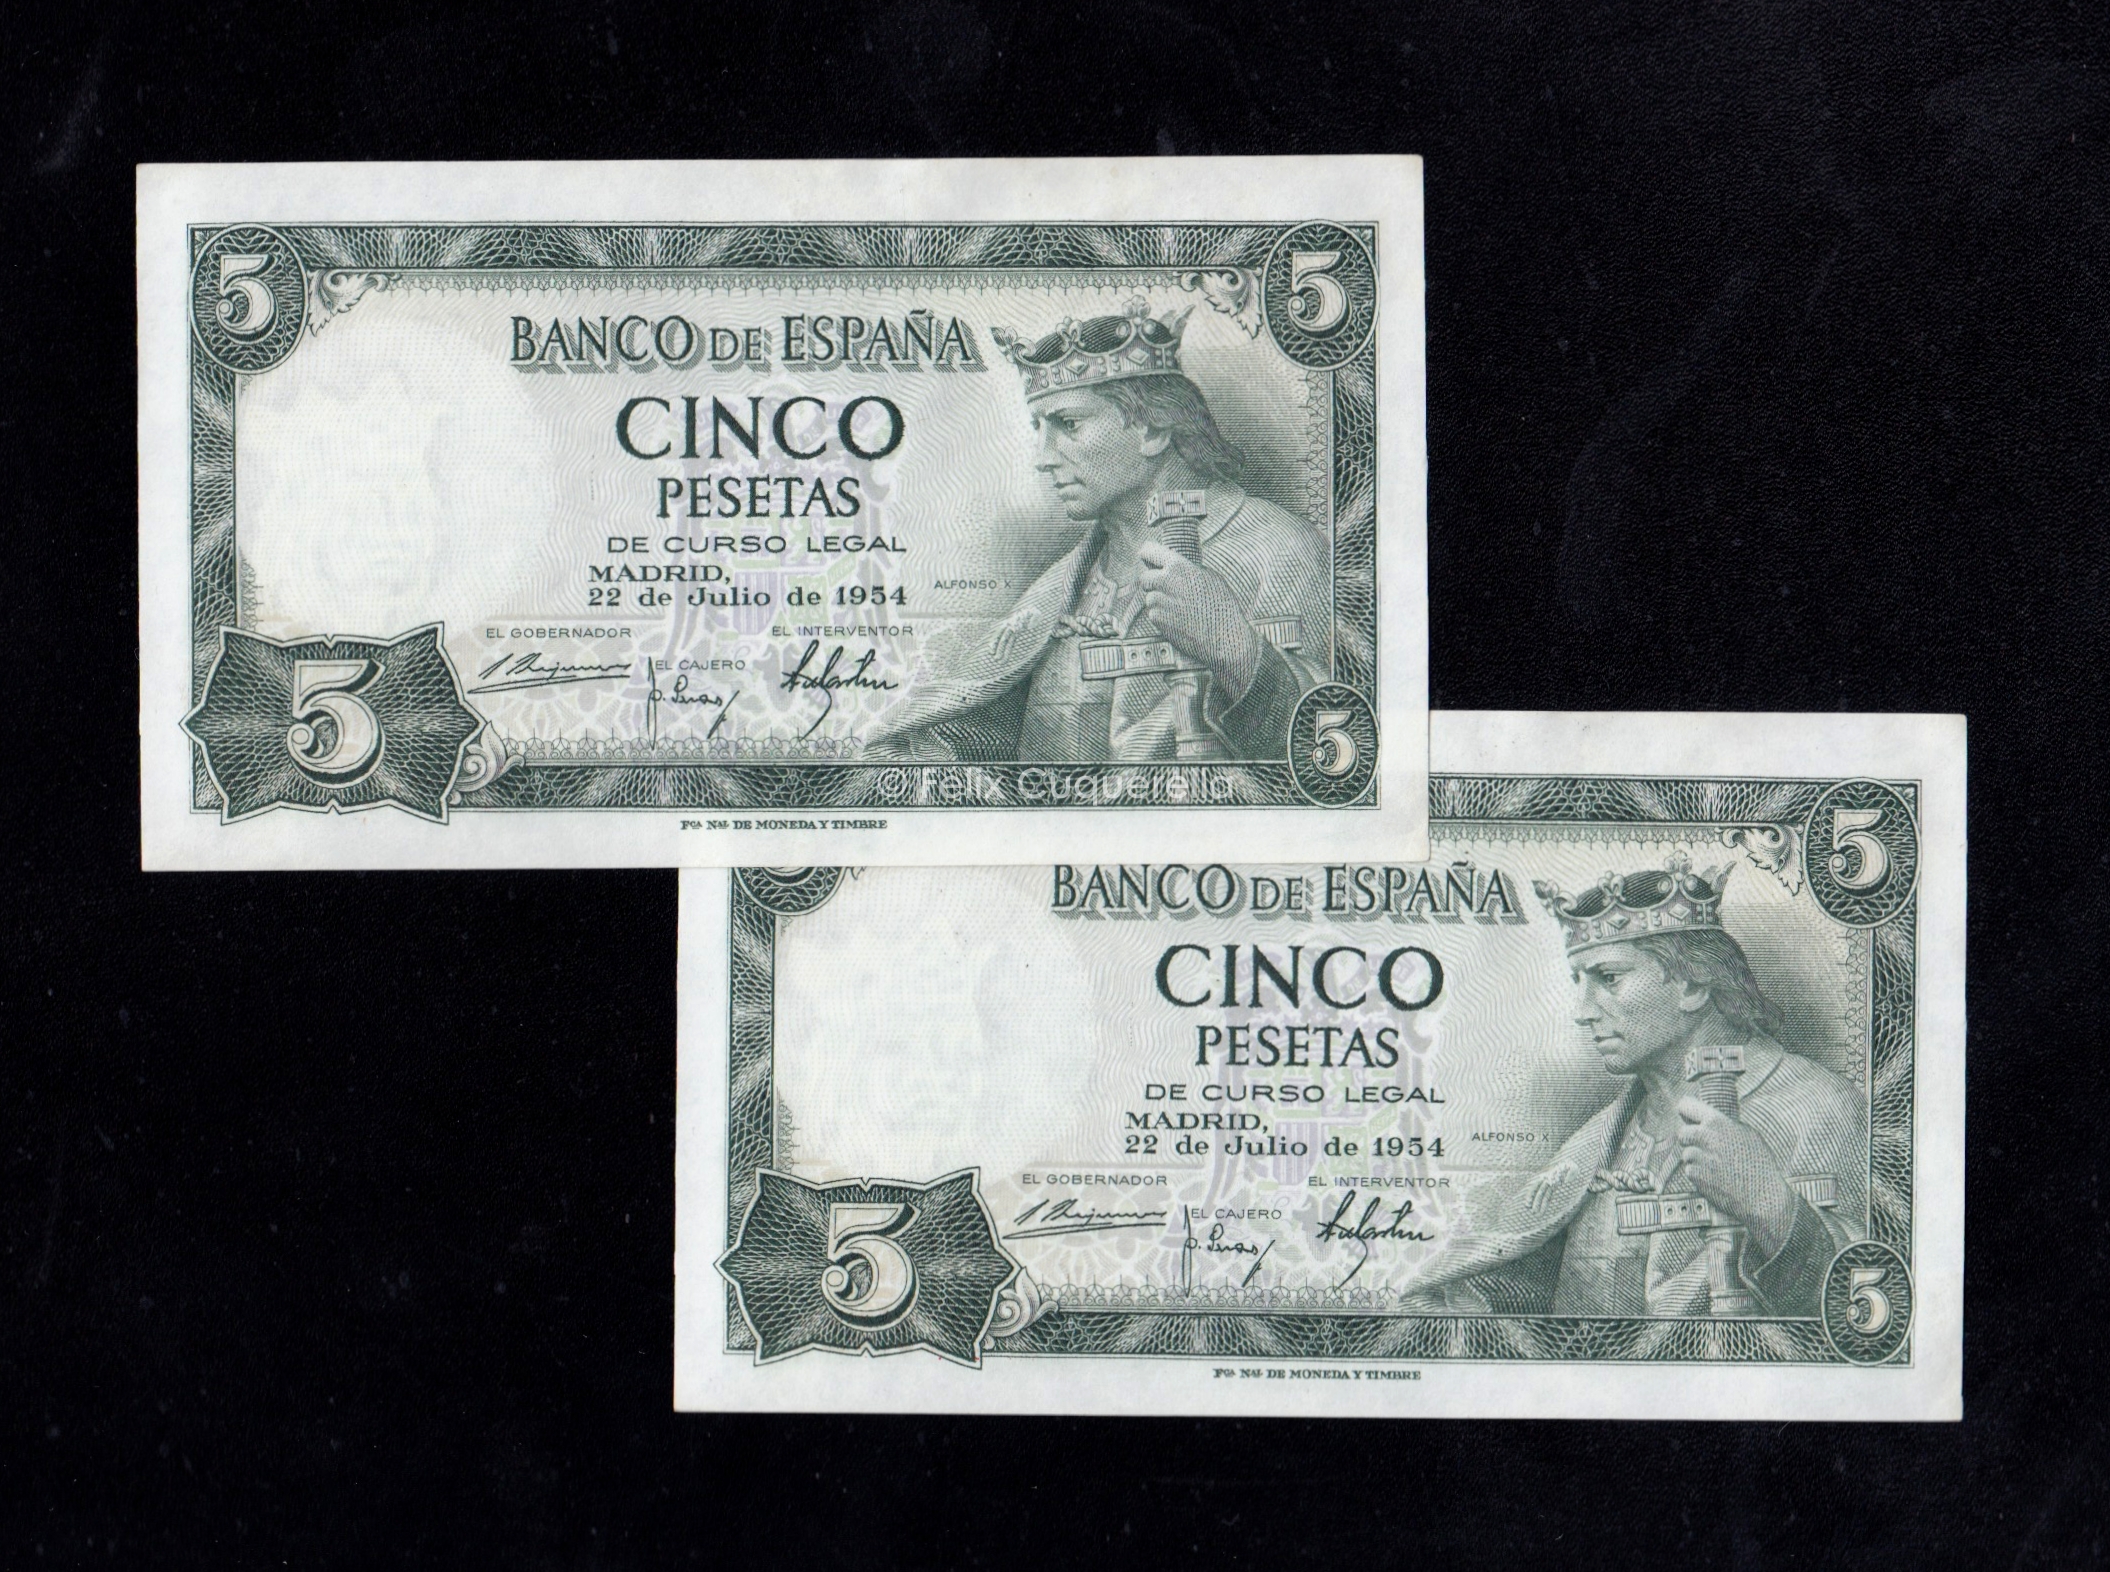 5
5
BANCO DE ESPAÑA
CINCO
PESETAS
DE CURSO LEGAL
MADRID,
22 de Julio de 1954
ALFONSO X
EL GOBERNADOR
EL INTERVENTOR
EL CAJERO
5
5
© Felix Cuquerella
Fca Nal DE MONEDA Y TIMBRE
5
BANCO DE ESPAÑA
CINCO
PESETAS
DE CURSO LEGAL
MADRID,
22 de Julio de 1954
ALFONSO X
EL GOBERNADOR
EL INTERVENTOR
EL CAJERO
5
5
Fca Nal DE MONEDA Y TIMBRE